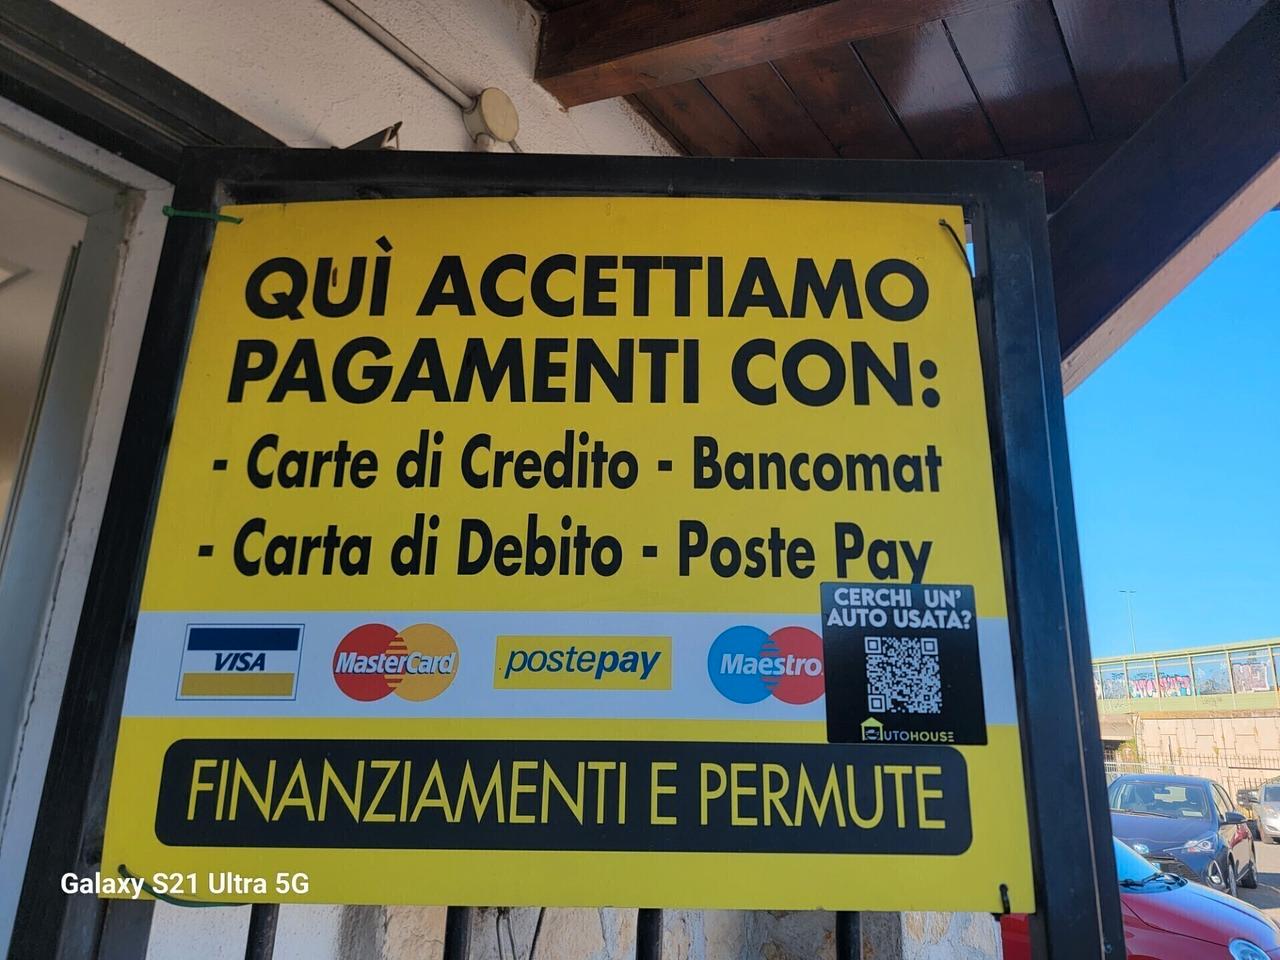 QUÌ ACCETTIAMO
PAGAMENTI CON:
- Carte di Credito - Bancomat
- Carta di Debito - Poste Pay
VISA
MasterCard
postepay
Maestro
CERCHI UN'
AUTO USATA?
AUTOHOUSE
FINANZIAMENTI E PERMUTE
Galaxy S21 Ultra 5G